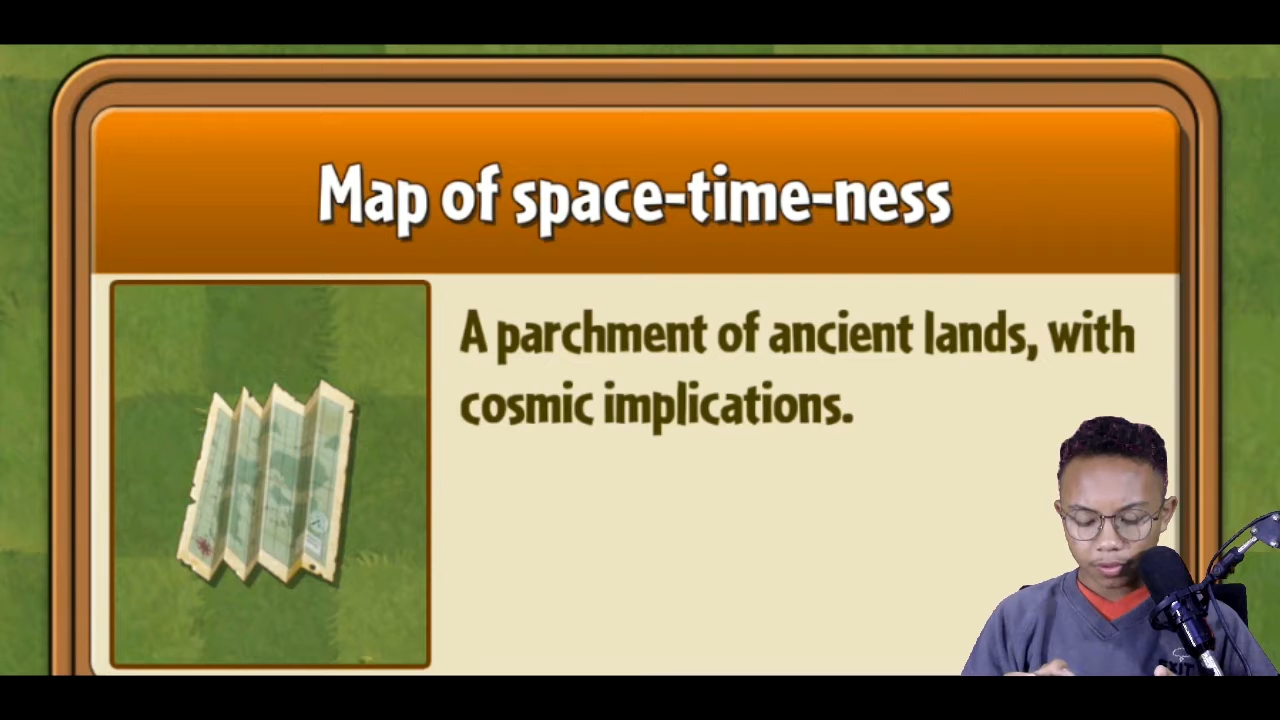 Map of space-time-ness
A parchment of ancient lands, with
cosmic implications.